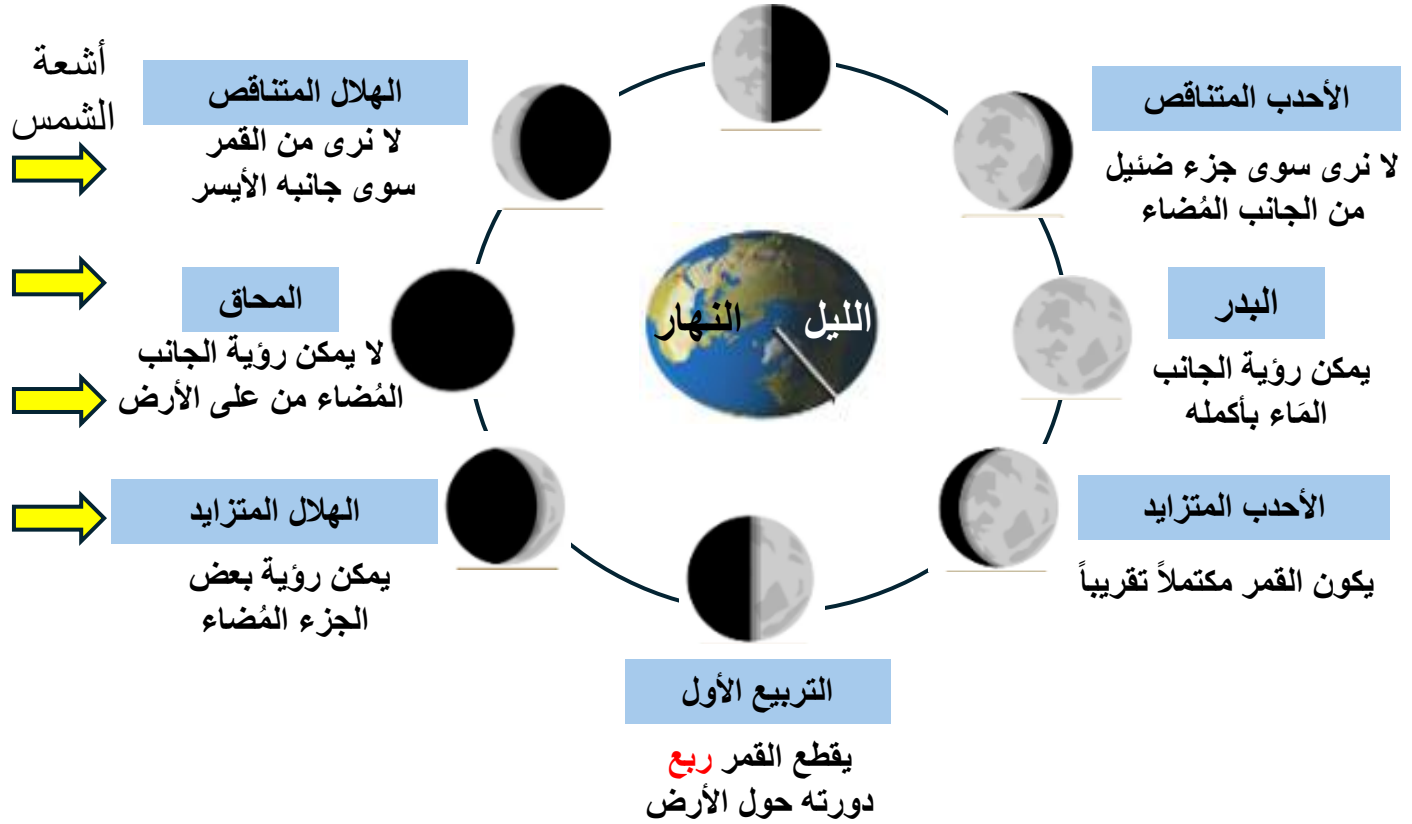 أشعة
الشمس
الأحدب المتناقص
لا نرى سوى جزء ضئيل
من الجانب المُضاء
الهلال المتناقص
لا نرى من القمر
سوى جانبه الأيسر
البدر
يمكن رؤية الجانب
المَاء بأكمله
الليل
النهار
المحاق
لا يمكن رؤية الجانب
المُضاء من على الأرض
الأحدب المتزايد
يكون القمر مكتملاً تقريباً
الهلال المتزايد
يمكن رؤية بعض
الجزء المُضاء
التربيع الأول
يقطع القمر ربع
دورته حول الأرض